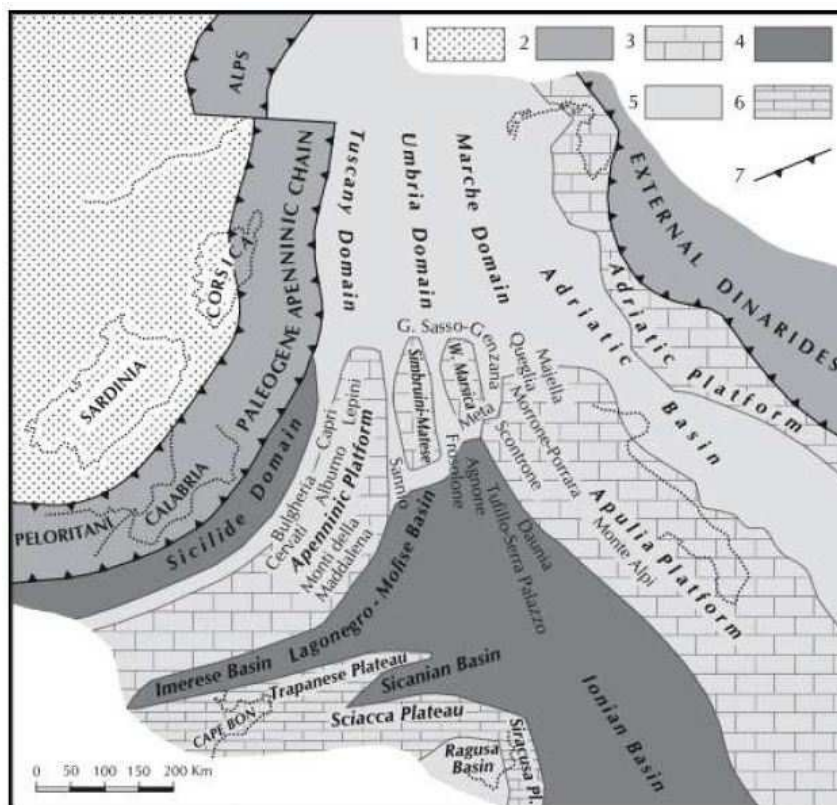 1
2
3
4
5
6
7
ALPS
Tuscany Domain
Umbria Domain
Marche Domain
EXTERNAL DINARIDES
Adriatic Platform
Adriatic Basin
PALEOGENE APENNINIC CHAIN
CORSICA
SARDINIA
CALABRIA
PELORITANI
Sicilide Domain
G. Sasso-Genzana
Simbruini-Matese
W. Marsica
Meta
Queglia
Majella
Morrone-Porrara
Scontrone
Lepini
Capri
Bulgheria
Alburno
Cervati
Apenninic Platform
Monti della
Maddalena
Sannio
Frosolone
Agnone
Tufillo-Serra Palazzo
Daunia
Monte Alpi
Apulia Platform
Lagonegro - Molise Basin
Imerese Basin
Trapanese Plateau
Sicanian Basin
CAPE BON
Sciacca Plateau
Ragusa
Basin
Siracusa Pl.
Ionian Basin
0 50 100 150 200 Km